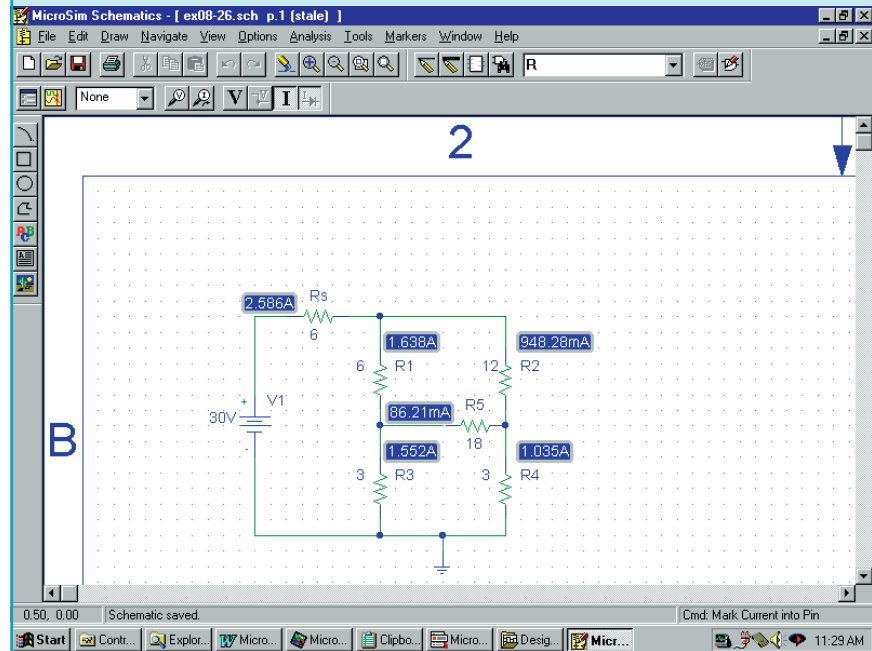 MicroSim Schematics - [ ex08-26.sch p.1 (stale) ]
File Edit Draw Navigate View Options Analysis Tools Markers Window Help
R
None
V V I I
ABC
2
B
2.586A
Rs
6
1.638A
948.28mA
6 R1
12 R2
+ V1
30V
-
86.21mA
R5
18
1.552A
1.035A
3 R3
3 R4
0.50, 0.00 Schematic saved. Cmd: Mark Current into Pin
Start Contr... Explor... Micro... Micro... Clipbo... Micro... Desig... Micr... 11:29 AM